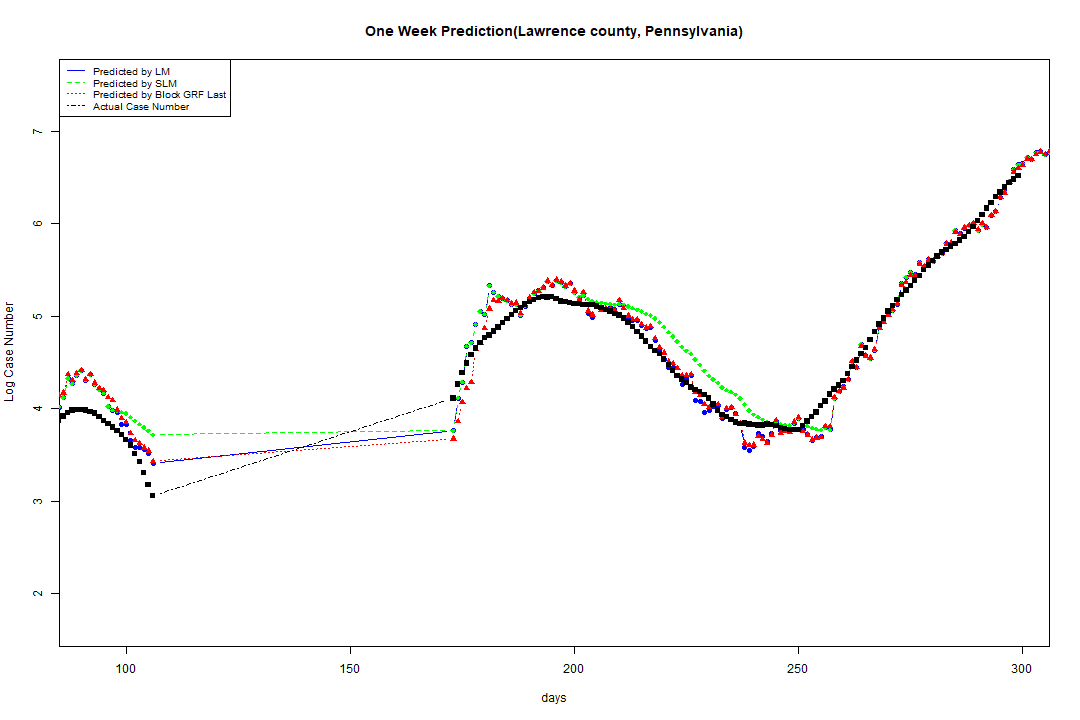 One Week Prediction(Lawrence county, Pennsylvania)
Predicted by LM
Predicted by SLM
Predicted by Block GRF Last
Actual Case Number
7
6
5
4
3
2
Log Case Number
100 150 200 250 300
days